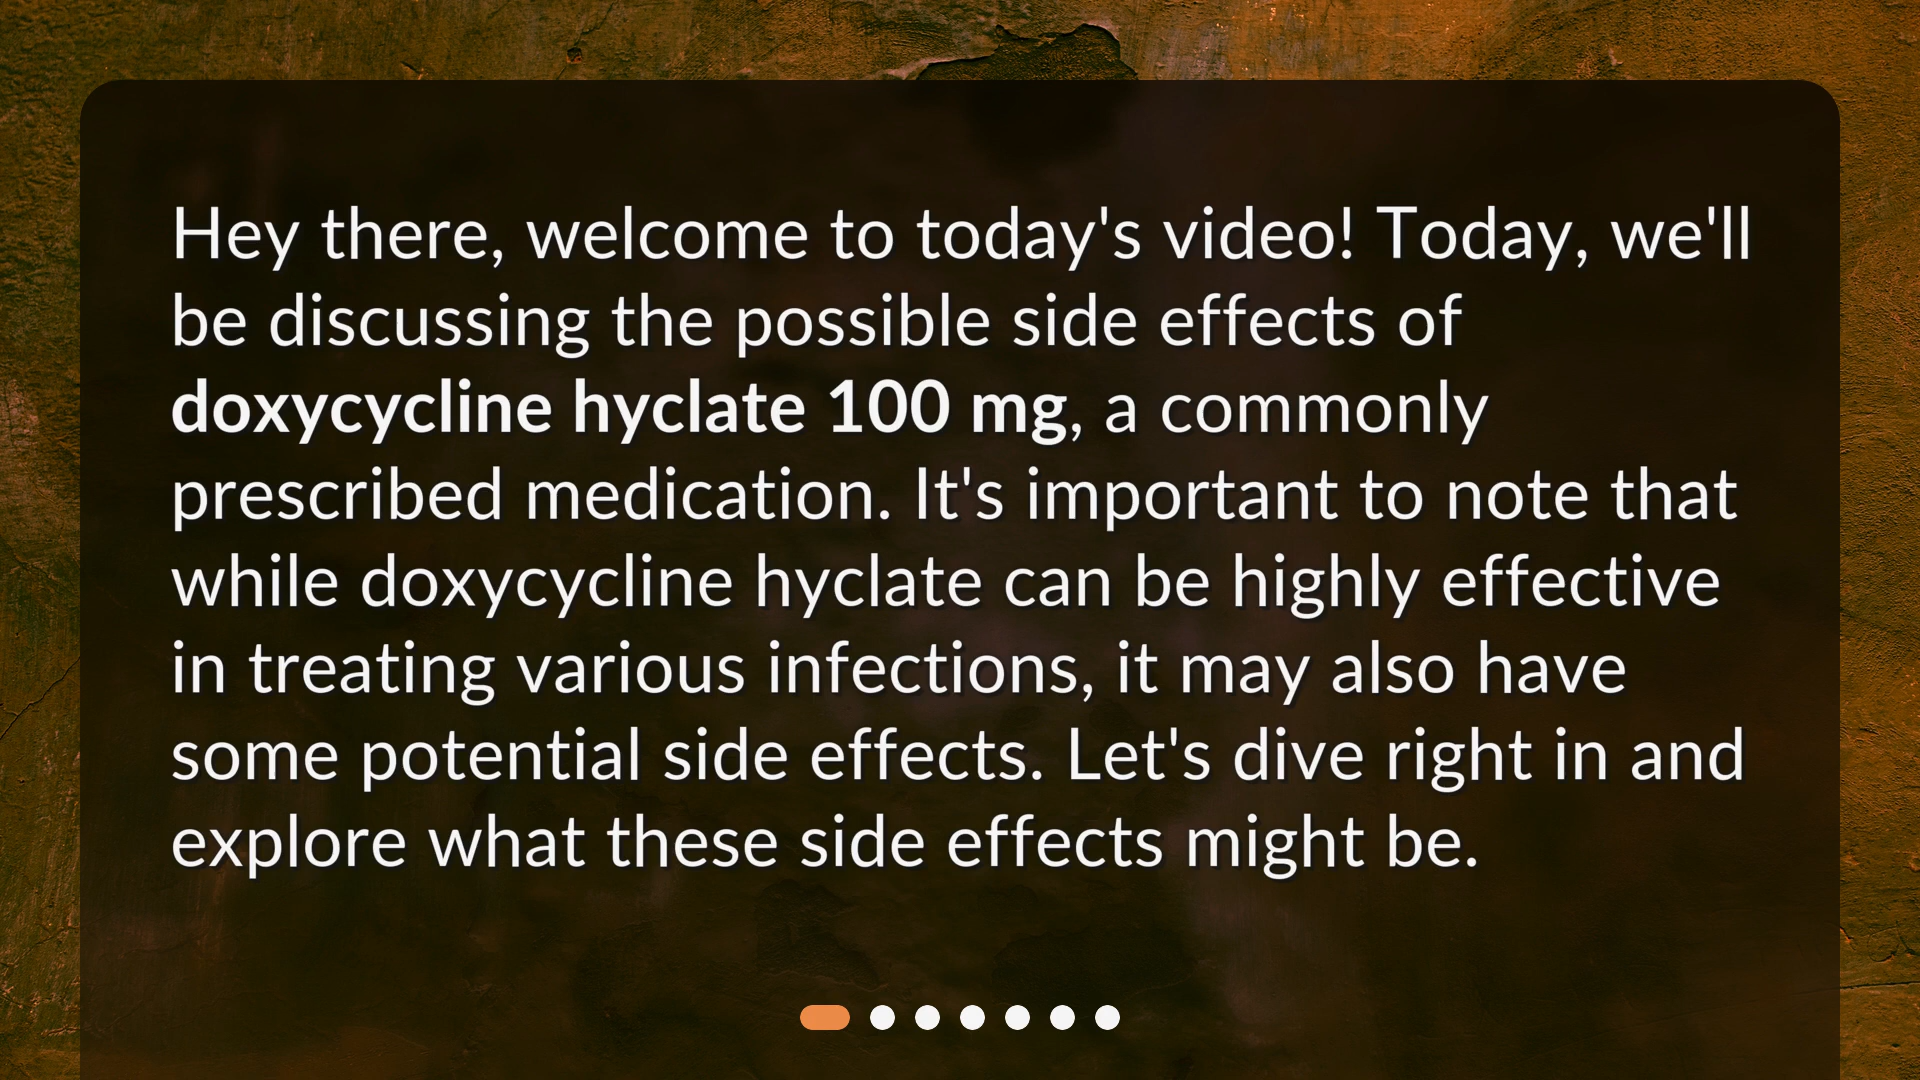 Hey there, welcome to today's video! Today, we'll
be discussing the possible side effects of
doxycycline hyclate 100 mg, a commonly
prescribed medication. It's important to note that
while doxycycline hyclate can be highly effective
in treating various infections, it may also have
some potential side effects. Let's dive right in and
explore what these side effects might be.